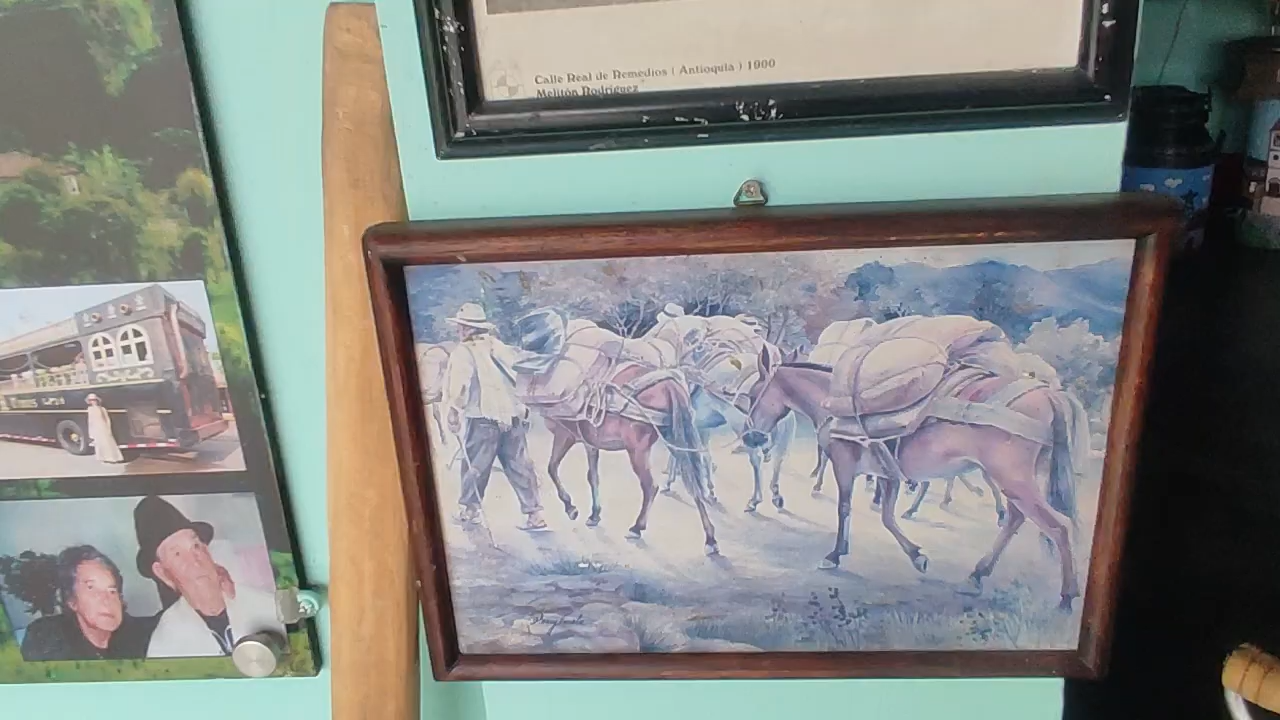 Calle Real de Remedios ( Antioquia ) 1900
Melitón Rodríguez